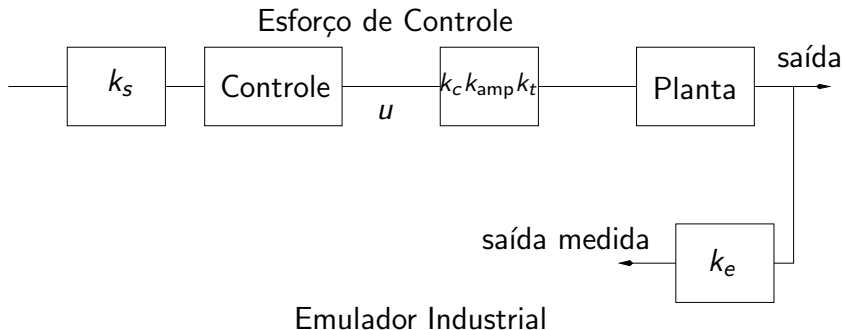 Esforço de Controle
saída
k_s
Controle
k_c k_amp k_t
Planta
u
saída medida
k_e
Emulador Industrial